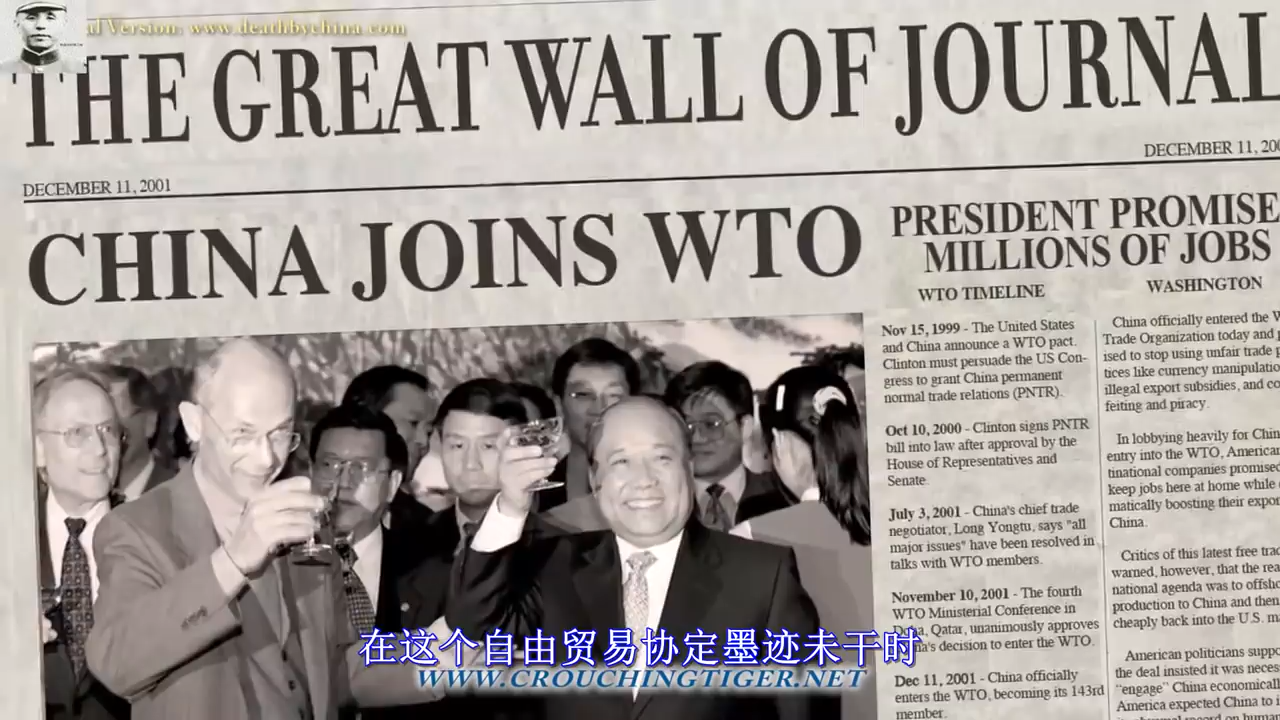 al Version: www.deathbychina.com
THE GREAT WALL OF JOURNAL
DECEMBER 11, 2001
DECEMBER 11,
CHINA JOINS WTO
PRESIDENT PROMISE
MILLIONS OF JOBS
WTO TIMELINE
Nov 15, 1999 - The United States
and China announce a WTO pact.
Clinton must persuade the US Con-
gress to grant China permanent
normal trade relations (PNTR).
Oct 10, 2000 - Clinton signs PNTR
bill into law after approval by the
House of Representatives and
Senate.
July 3, 2001 - China's chief trade
negotiator, Long Yongtu, says "all
major issues" have been resolved in
talks with WTO members.
November 10, 2001 - The fourth
WTO Ministerial Conference in
a, Qatar, unanimously approves
na's decision to enter the WTO.
Dec 11, 2001 - China officially
enters the WTO, becoming its 143rd
member.
WASHINGTON
China officially entered the W
Trade Organization today and p
ised to stop using unfair trade p
tices like currency manipulatio
illegal export subsidies, and co
feiting and piracy.
In lobbying heavily for Chin
entry into the WTO, American
tinational companies promised
keep jobs here at home while
matically boosting their expor
China.
Critics of this latest free tra
warned, however, that the rea
national agenda was to offsho
production to China and then
cheaply back into the U.S. m
American politicians suppo
the deal insisted it was neces
"engage" China economically
America expected China to i
在这个自由贸易协定墨迹未干时
WWW.CROUCHINGTIGER.NET